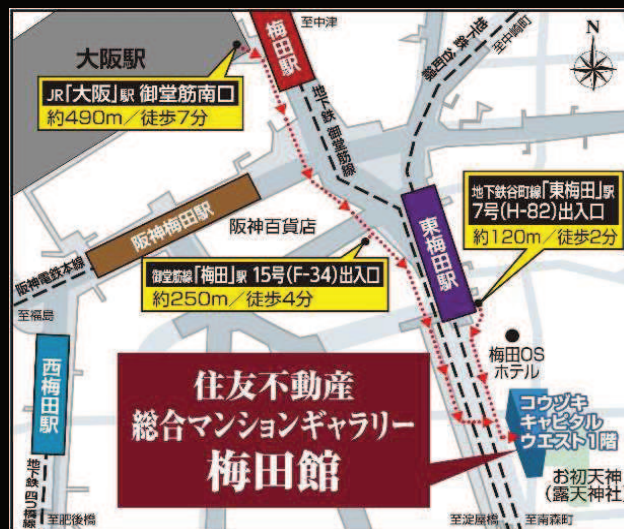 至中津
N
大阪駅
梅田駅
地下鉄 谷町線
至中崎町
JR「大阪」駅 御堂筋南口
約490m／徒歩7分
地下鉄 御堂筋線
地下鉄谷町線「東梅田」駅
7号(H-82)出入口
約120m／徒歩2分
阪神梅田駅
阪神百貨店
東梅田駅
阪神電鉄本線
御堂筋線「梅田」駅 15号(F-34)出入口
約250m／徒歩4分
至福島
西梅田駅
梅田OS
ホテル
住友不動産
総合マンションギャラリー
梅田館
コウヅキ
キャピタル
ウエスト1階
お初天神
(露天神社)
地下鉄 四つ橋線
至肥後橋
至淀屋橋
至南森町